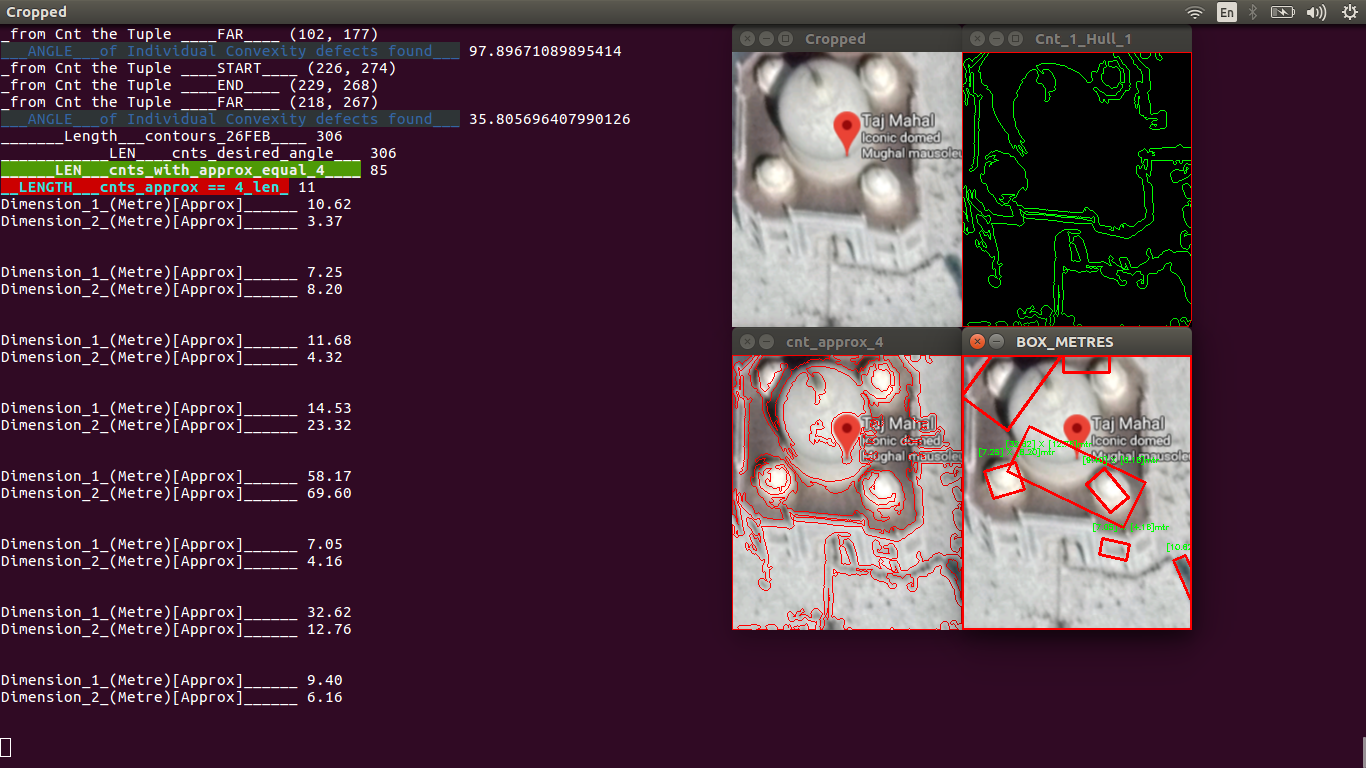 Cropped
En
_from Cnt the Tuple ____FAR____ (102, 177)
___ANGLE___of Individual Convexity defects found___ 97.89671089895414
_from Cnt the Tuple ____START____ (226, 274)
_from Cnt the Tuple ____END____ (229, 268)
_from Cnt the Tuple ____FAR____ (218, 267)
___ANGLE___of Individual Convexity defects found___ 35.805696407990126
_______Length___contours_26FEB____ 306
____________LEN____cnts_desired_angle___ 306
______LEN___cnts_with_approx_equal_4____ 85
__LENGTH___cnts_approx == 4_len_ 11
Dimension_1_(Metre)[Approx]______ 10.62
Dimension_2_(Metre)[Approx]______ 3.37
Dimension_1_(Metre)[Approx]______ 7.25
Dimension_2_(Metre)[Approx]______ 8.20
Dimension_1_(Metre)[Approx]______ 11.68
Dimension_2_(Metre)[Approx]______ 4.32
Dimension_1_(Metre)[Approx]______ 14.53
Dimension_2_(Metre)[Approx]______ 23.32
Dimension_1_(Metre)[Approx]______ 58.17
Dimension_2_(Metre)[Approx]______ 69.60
Dimension_1_(Metre)[Approx]______ 7.05
Dimension_2_(Metre)[Approx]______ 4.16
Dimension_1_(Metre)[Approx]______ 32.62
Dimension_2_(Metre)[Approx]______ 12.76
Dimension_1_(Metre)[Approx]______ 9.40
Dimension_2_(Metre)[Approx]______ 6.16
Cropped
Taj Mahal
Iconic domed
Mughal mausoleu
Cnt_1_Hull_1
cnt_approx_4
Taj Mahal
Iconic domed
Mughal mausoleu
BOX_METRES
Taj Mahal
Iconic domed
Mughal mausoleu